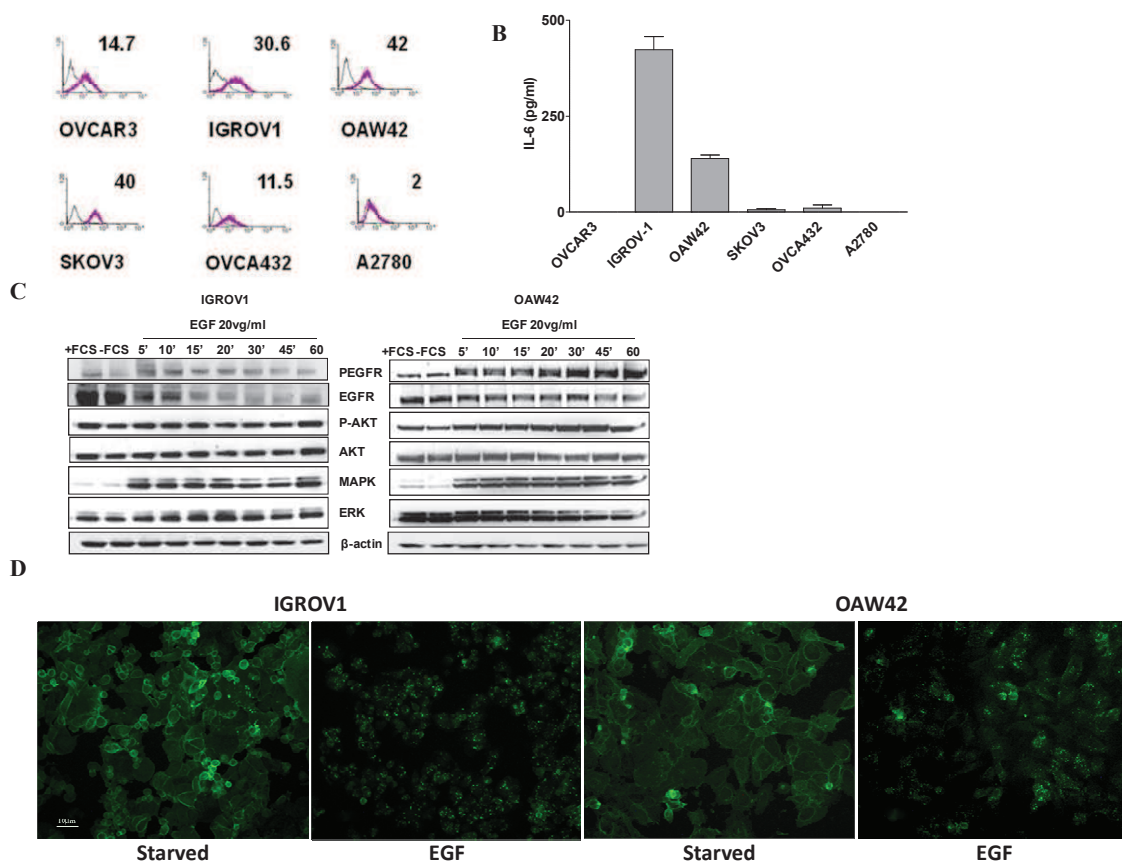 14.7
30.6
42
OVCAR3
IGROV1
OAW42
40
11.5
2
SKOV3
OVCA432
A2780
B
500
250
0
IL-6 (pg/ml)
OVCAR3
IGROV-1
OAW42
SKOV3
OVCA432
A2780
C
IGROV1
OAW42
EGF 20vg/ml
EGF 20vg/ml
+FCS -FCS 5’ 10’ 15’ 20’ 30’ 45’ 60
+FCS -FCS 5’ 10’ 15’ 20’ 30’ 45’ 60
PEGFR
EGFR
P-AKT
AKT
MAPK
ERK
β-actin
D
IGROV1
OAW42
10μm
Starved
EGF
Starved
EGF